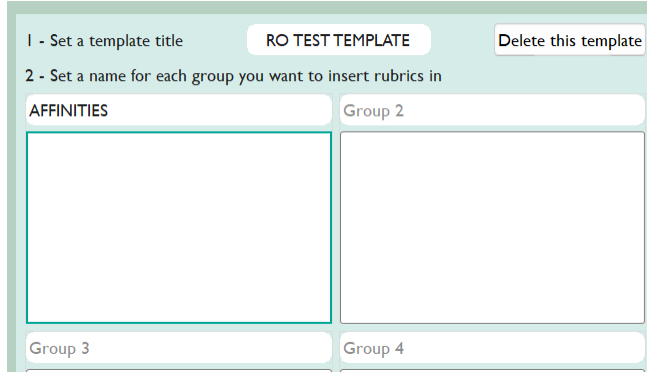 1 - Set a template title RO TEST TEMPLATE Delete this template
2 - Set a name for each group you want to insert rubrics in
AFFINITIES Group 2
Group 3 Group 4